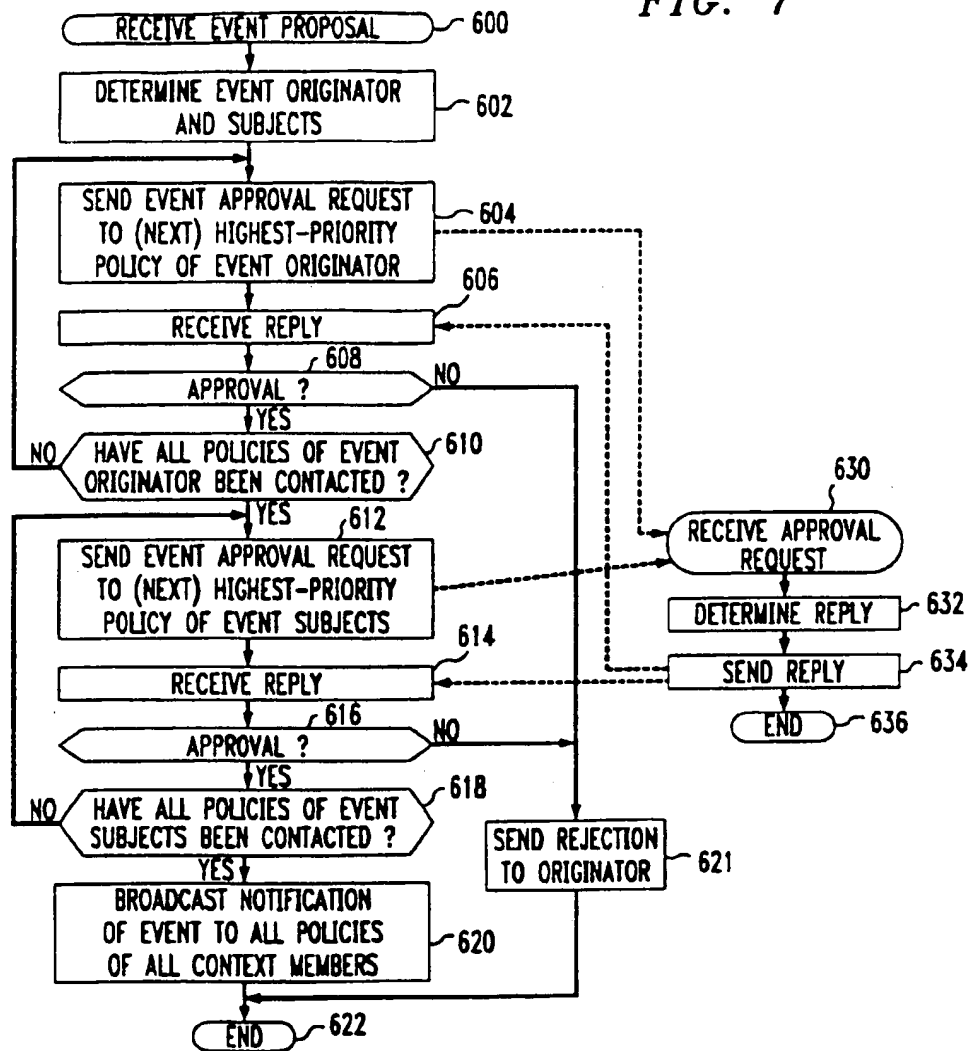 FIG. 7
RECEIVE EVENT PROPOSAL
600
DETERMINE EVENT ORIGINATOR
AND SUBJECTS
602
SEND EVENT APPROVAL REQUEST
TO (NEXT) HIGHEST-PRIORITY
POLICY OF EVENT ORIGINATOR
604
606
RECEIVE REPLY
608
APPROVAL ?
NO
YES
NO
HAVE ALL POLICIES OF EVENT
ORIGINATOR BEEN CONTACTED ?
610
YES
612
SEND EVENT APPROVAL REQUEST
TO (NEXT) HIGHEST-PRIORITY
POLICY OF EVENT SUBJECTS
614
RECEIVE REPLY
616
APPROVAL ?
NO
YES
NO
HAVE ALL POLICIES OF EVENT
SUBJECTS BEEN CONTACTED ?
618
YES
BROADCAST NOTIFICATION
OF EVENT TO ALL POLICIES
OF ALL CONTEXT MEMBERS
620
SEND REJECTION
TO ORIGINATOR
621
END
622
630
RECEIVE APPROVAL
REQUEST
DETERMINE REPLY
632
SEND REPLY
634
END
636